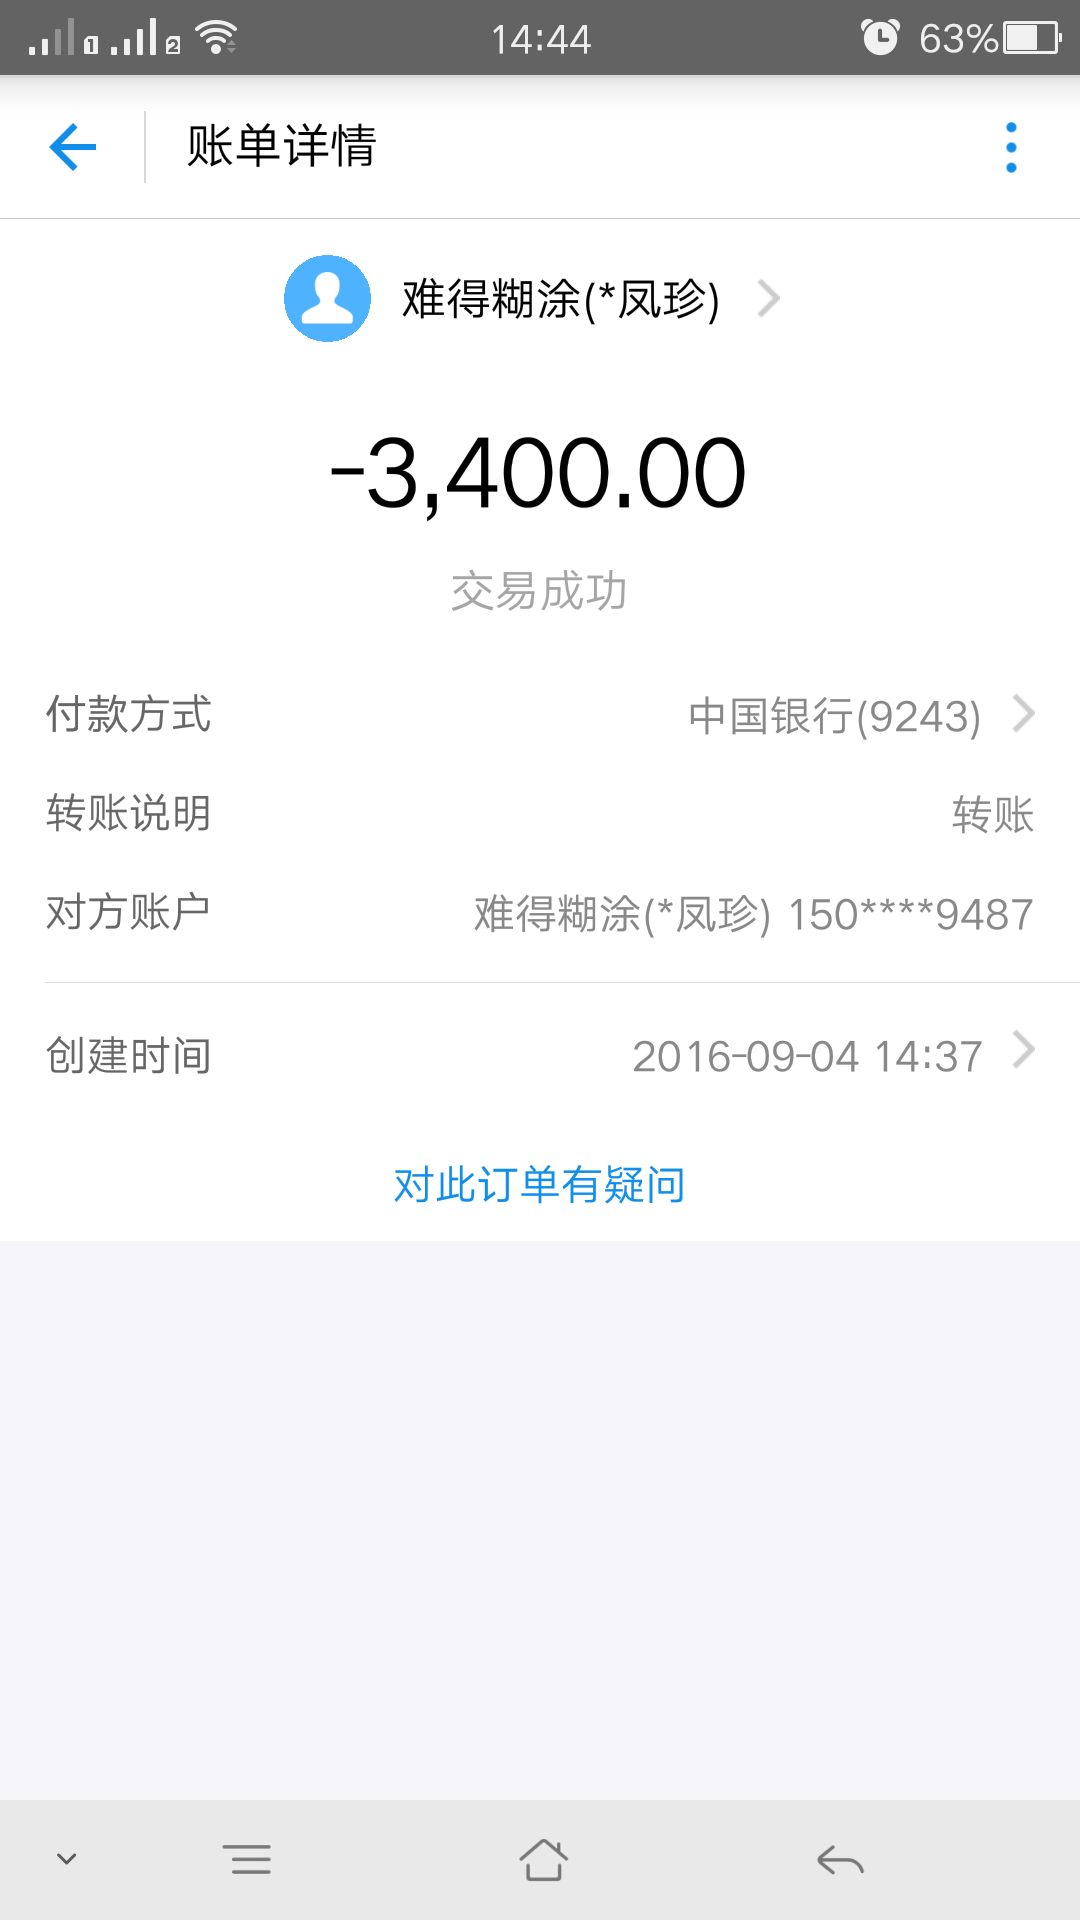 14:44 63%
账单详情
难得糊涂(*凤珍)
-3,400.00
交易成功
付款方式 中国银行(9243)
转账说明 转账
对方账户 难得糊涂(*凤珍) 150****9487
创建时间 2016-09-04 14:37
对此订单有疑问